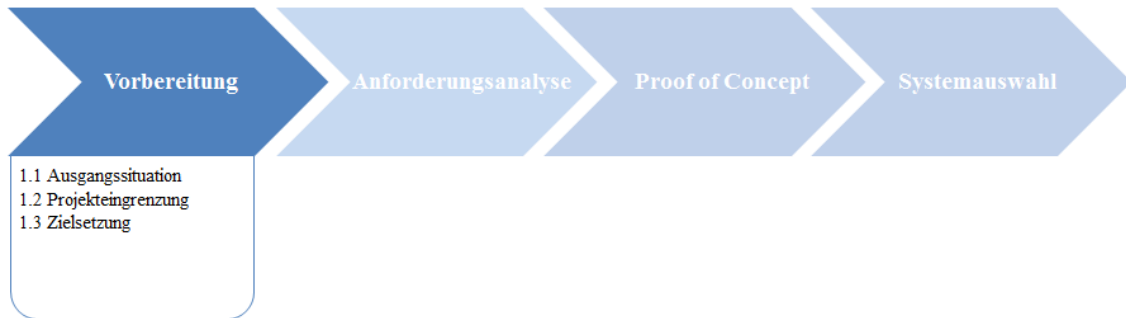 Vorbereitung
Anforderungsanalyse
Proof of Concept
Systemauswahl
1.1 Ausgangssituation
1.2 Projekteingrenzung
1.3 Zielsetzung